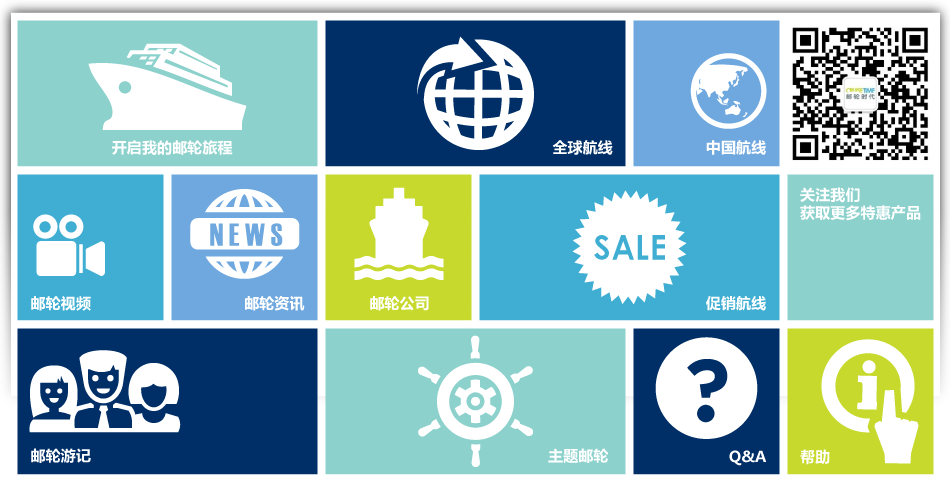 开启我的邮轮旅程
全球航线
中国航线
邮轮时代
邮轮视频
NEWS
邮轮资讯
邮轮公司
SALE
促销航线
关注我们
获取更多特惠产品
邮轮游记
主题邮轮
?
Q&A
i
帮助